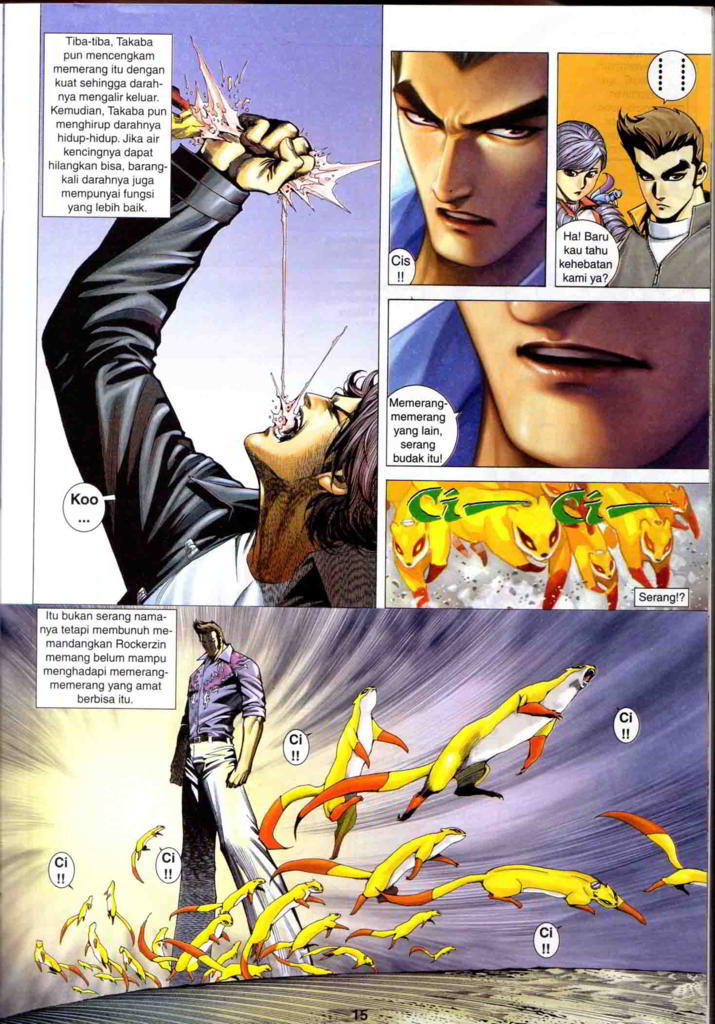 Tiba-tiba, Takaba
pun mencengkam
memerang itu dengan
kuat sehingga darah-
nya mengalir keluar.
Kemudian, Takaba pun
menghirup darahnya
hidup-hidup. Jika air
kencingnya dapat
hilangkan bisa, barang-
kali darahnya juga
mempunyai fungsi
yang lebih baik.
Koo
...
Cis
!!
Ha! Baru
kau tahu
kehebatan
kami ya?
Memerang-
memerang
yang lain,
serang
budak itu!
Ci— Ci—
Serang!?
Itu bukan serang nama-
nya tetapi membunuh me-
mandangkan Rockerzin
memang belum mampu
menghadapi memerang-
memerang yang amat
berbisa itu.
Ci
!!
Ci
!!
Ci
!!
Ci
!!
Ci
!!
15